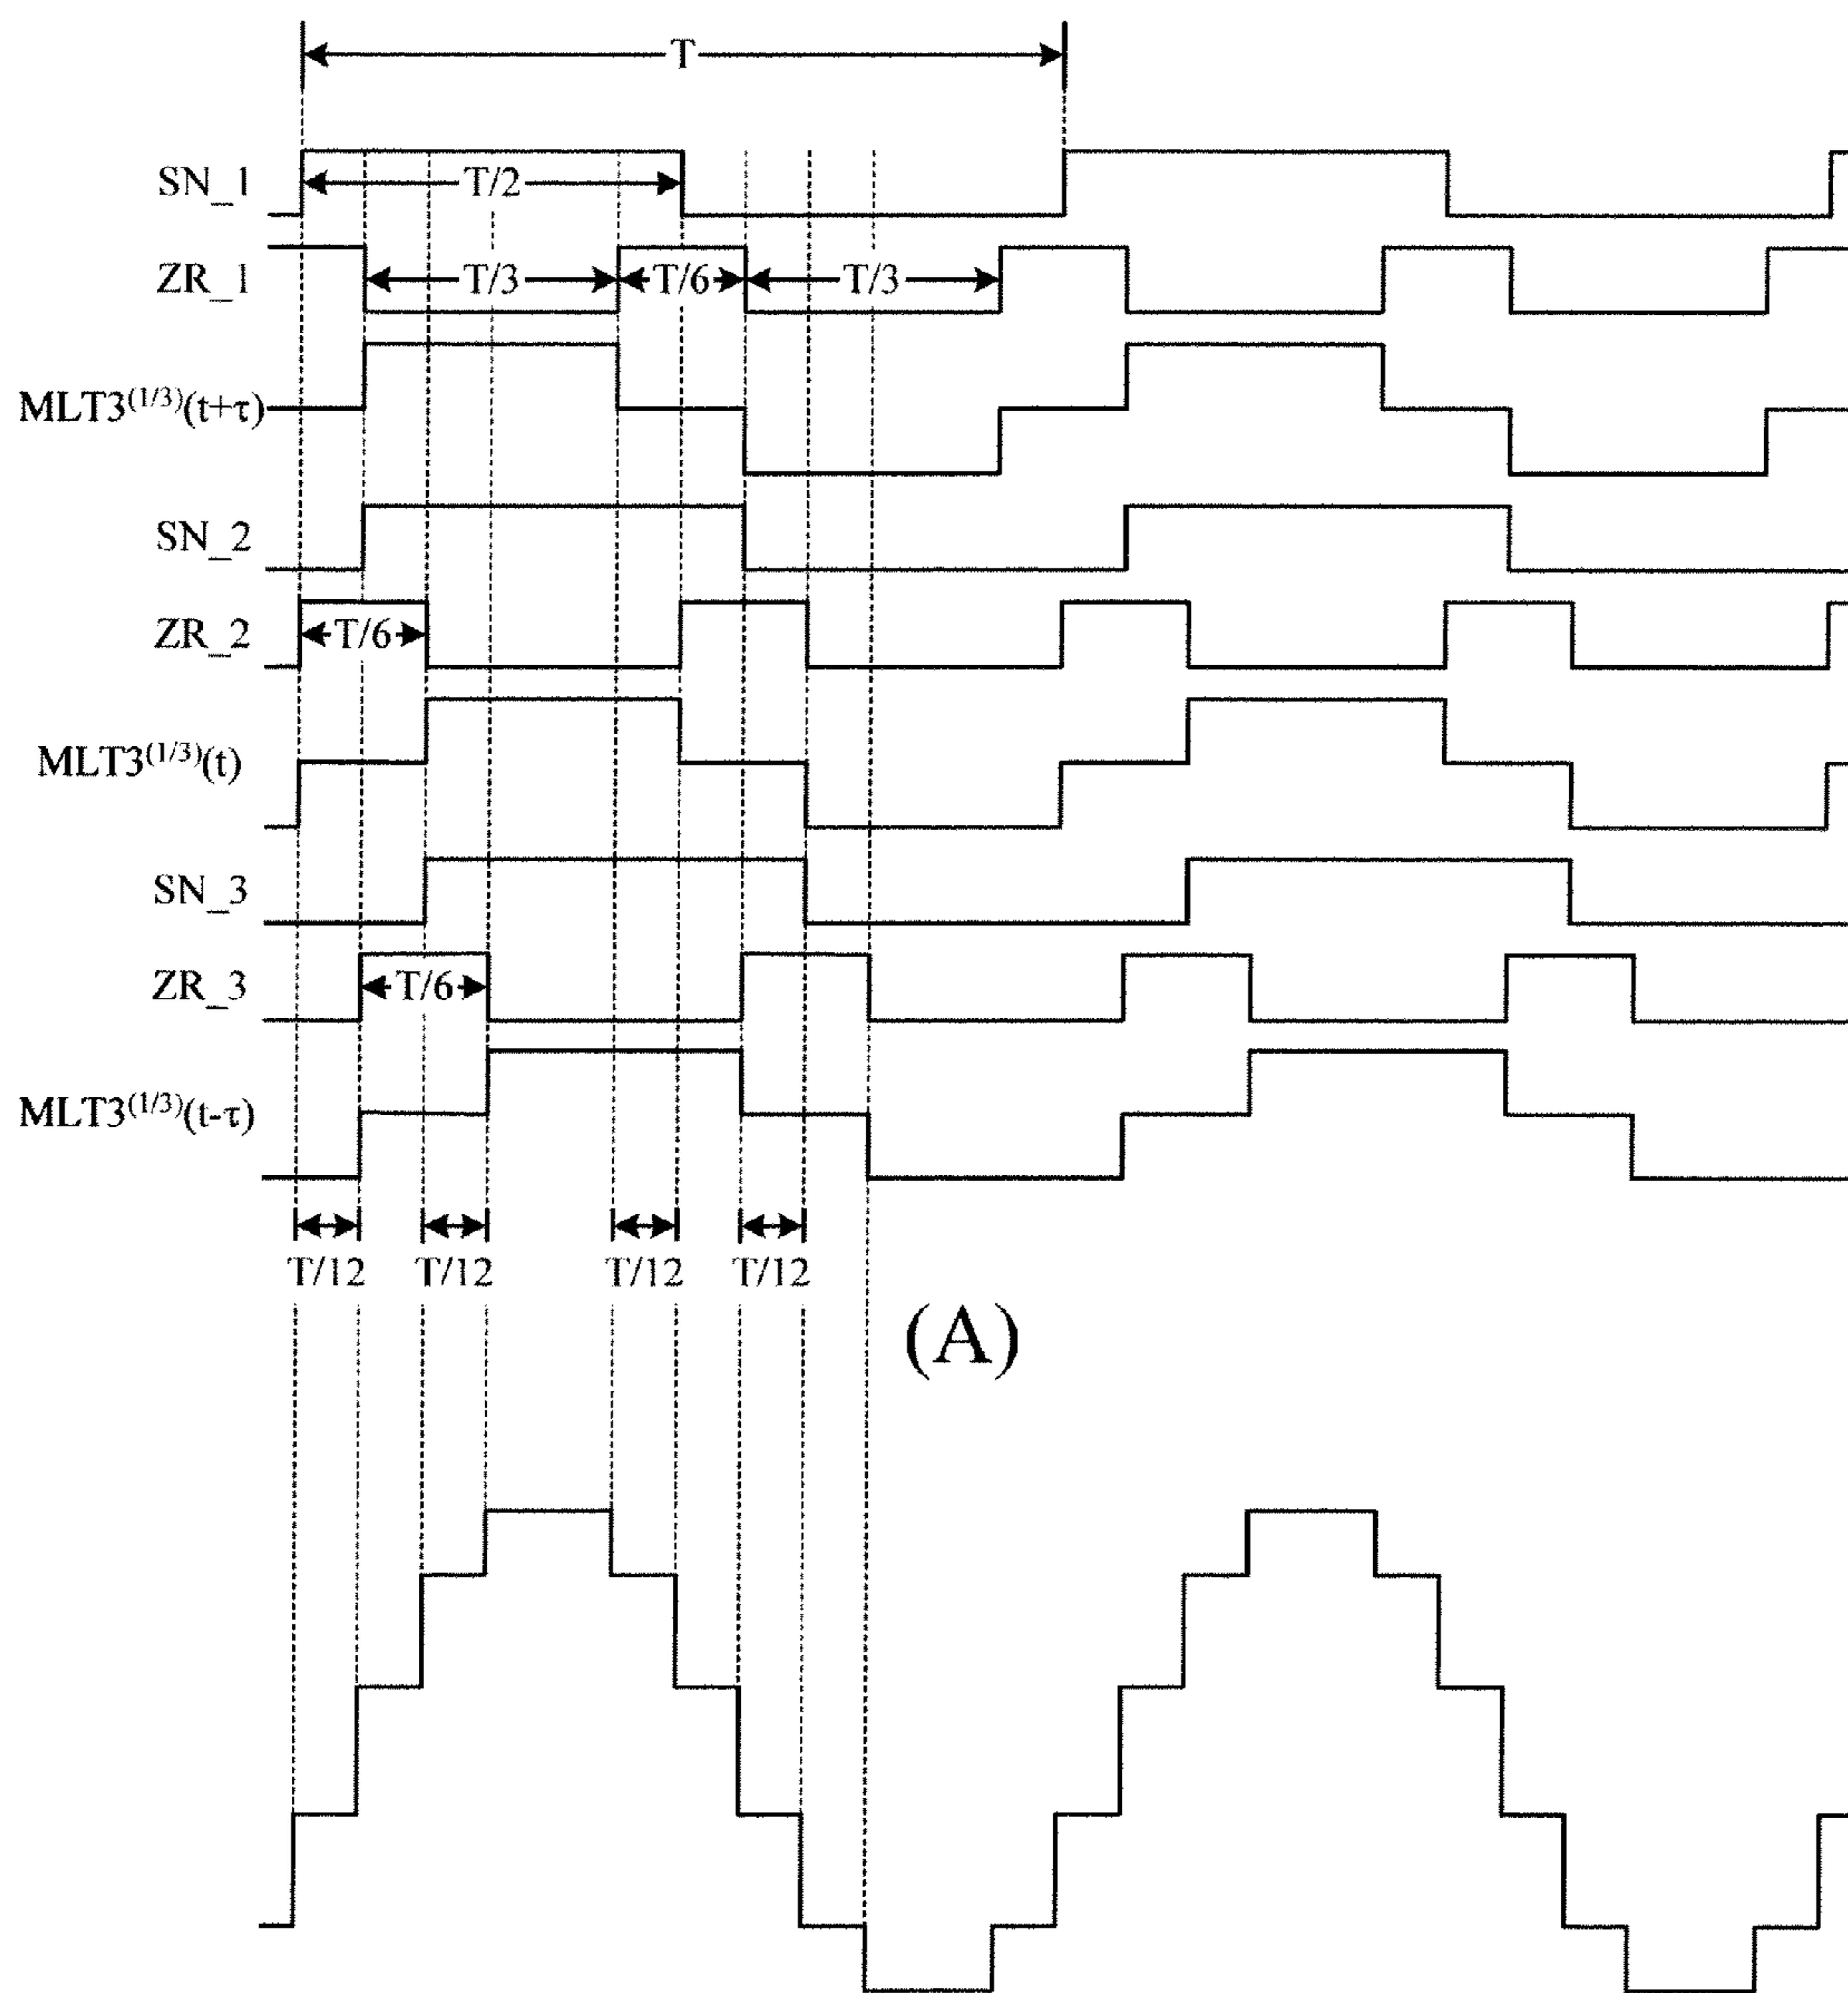 T
SN_1
T/2
ZR_1
T/3
T/6
T/3
MLT3(1/3)(t+τ)
SN_2
ZR_2
T/6
MLT3(1/3)(t)
SN_3
ZR_3
T/6
MLT3(1/3)(t-τ)
T/12
T/12
T/12
T/12
(A)